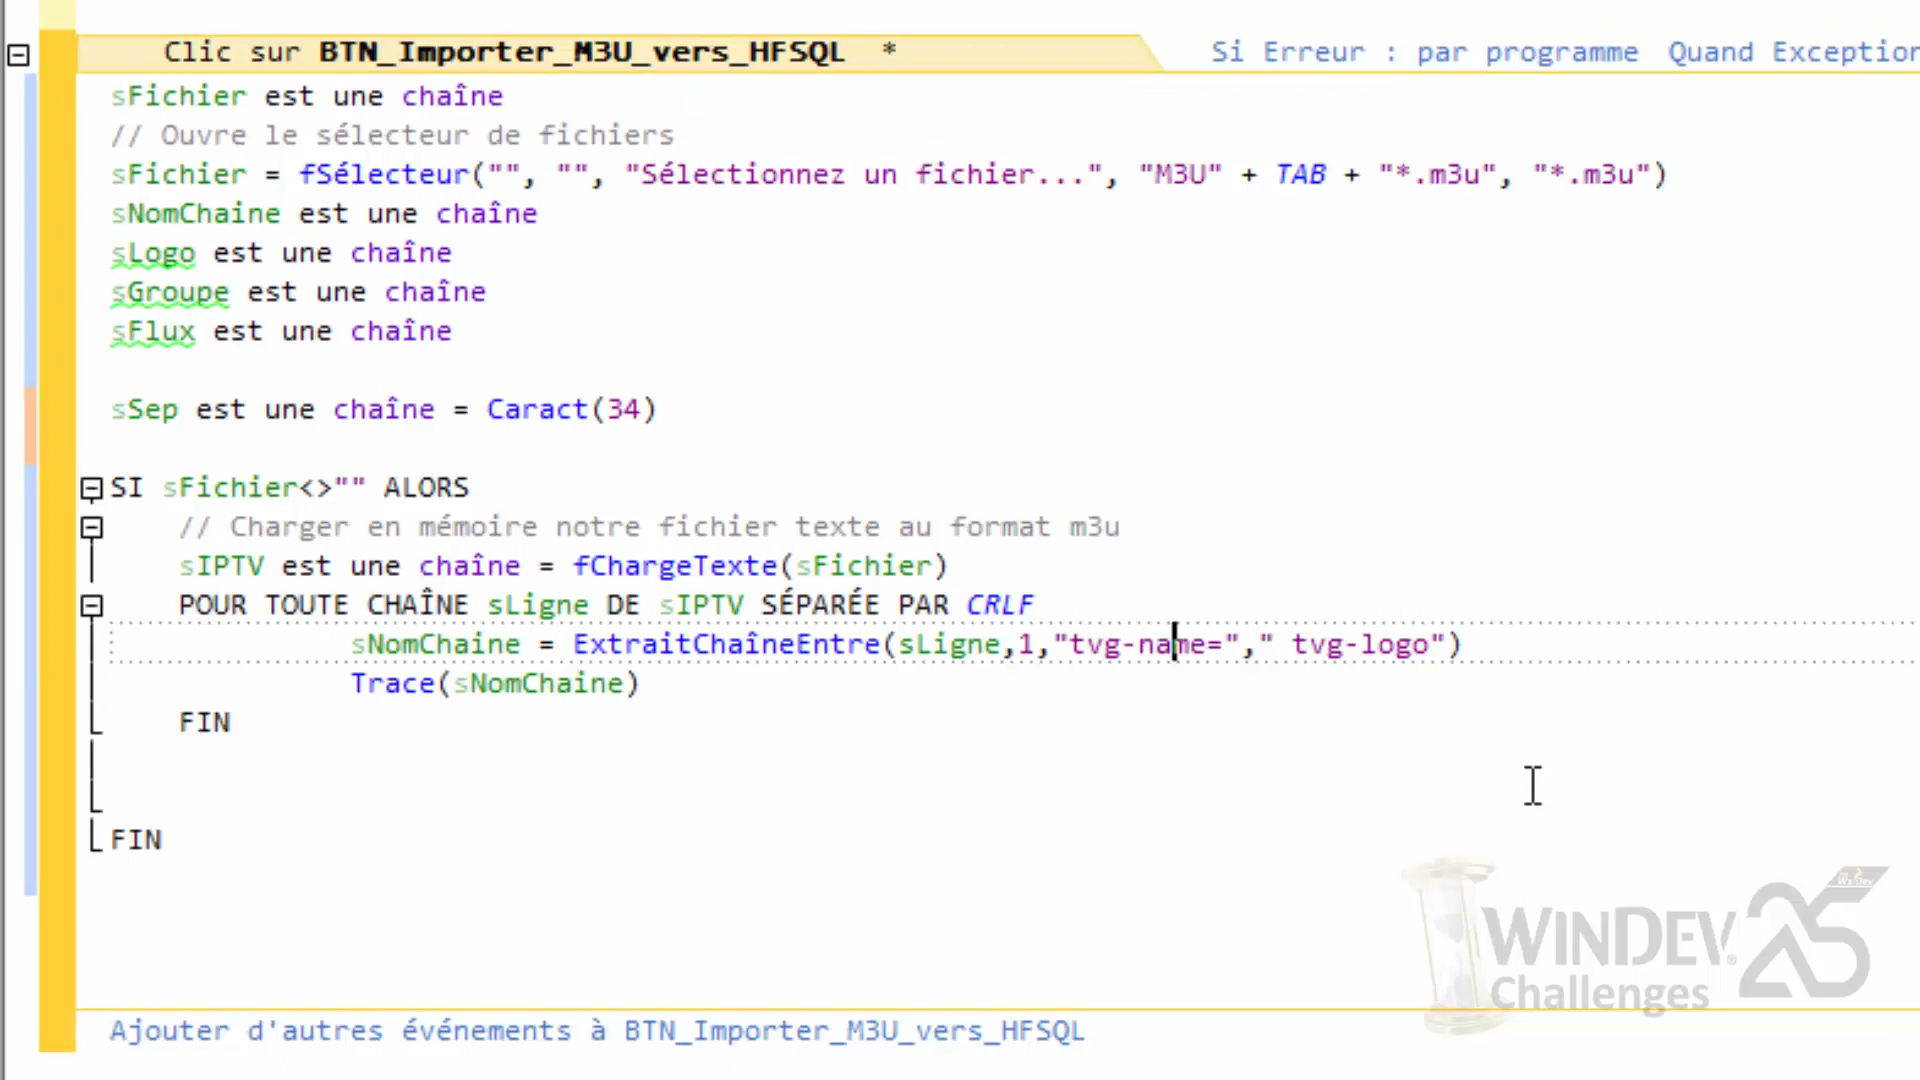 Clic sur BTN_Importer_M3U_vers_HFSQL * Si Erreur : par programme Quand Exception
sFichier est une chaîne
// Ouvre le sélecteur de fichiers
sFichier = fSélecteur("", "", "Sélectionnez un fichier...", "M3U" + TAB + "*.m3u", "*.m3u")
sNomChaine est une chaîne
sLogo est une chaîne
sGroupe est une chaîne
sFlux est une chaîne
sSep est une chaîne = Caract(34)
SI sFichier<>"" ALORS
// Charger en mémoire notre fichier texte au format m3u
sIPTV est une chaîne = fChargeTexte(sFichier)
POUR TOUTE CHAÎNE sLigne DE sIPTV SÉPARÉE PAR CRLF
sNomChaine = ExtraitChaîneEntre(sLigne,1,"tvg-name="," tvg-logo")
Trace(sNomChaine)
FIN
FIN
WINDEV® 25
Challenges
Ajouter d'autres événements à BTN_Importer_M3U_vers_HFSQL